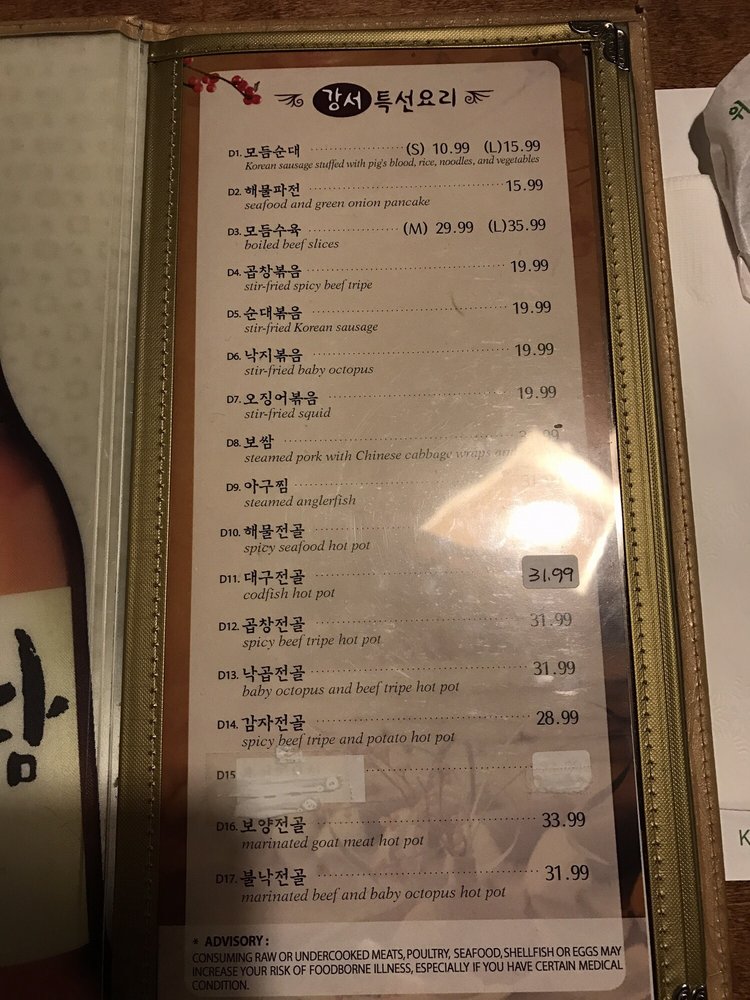 강서 특선요리
D1. 모듬순대 (S) 10.99 (L)15.99
Korean sausage stuffed with pig's blood, rice, noodles, and vegetables
D2. 해물파전 15.99
seafood and green onion pancake
D3. 모듬수육 (M) 29.99 (L)35.99
boiled beef slices
D4. 곱창볶음 19.99
stir-fried spicy beef tripe
D5. 순대볶음 19.99
stir-fried Korean sausage
D6. 낙지볶음 19.99
stir-fried baby octopus
D7. 오징어볶음 19.99
stir-fried squid
D8. 보쌈
steamed pork with Chinese cabbage wraps
D9. 아구찜
steamed anglerfish
D10. 해물전골
spicy seafood hot pot
D11. 대구전골 31.99
codfish hot pot
D12. 곱창전골 31.99
spicy beef tripe hot pot
D13. 낙곱전골 31.99
baby octopus and beef tripe hot pot
D14. 감자전골 28.99
spicy beef tripe and potato hot pot
D15
D16. 보양전골 33.99
marinated goat meat hot pot
D17. 불낙전골 31.99
marinated beef and baby octopus hot pot
* ADVISORY :
CONSUMING RAW OR UNDERCOOKED MEATS, POULTRY, SEAFOOD, SHELLFISH OR EGGS MAY
INCREASE YOUR RISK OF FOODBORNE ILLNESS, ESPECIALLY IF YOU HAVE CERTAIN MEDICAL
CONDITION.
담
K